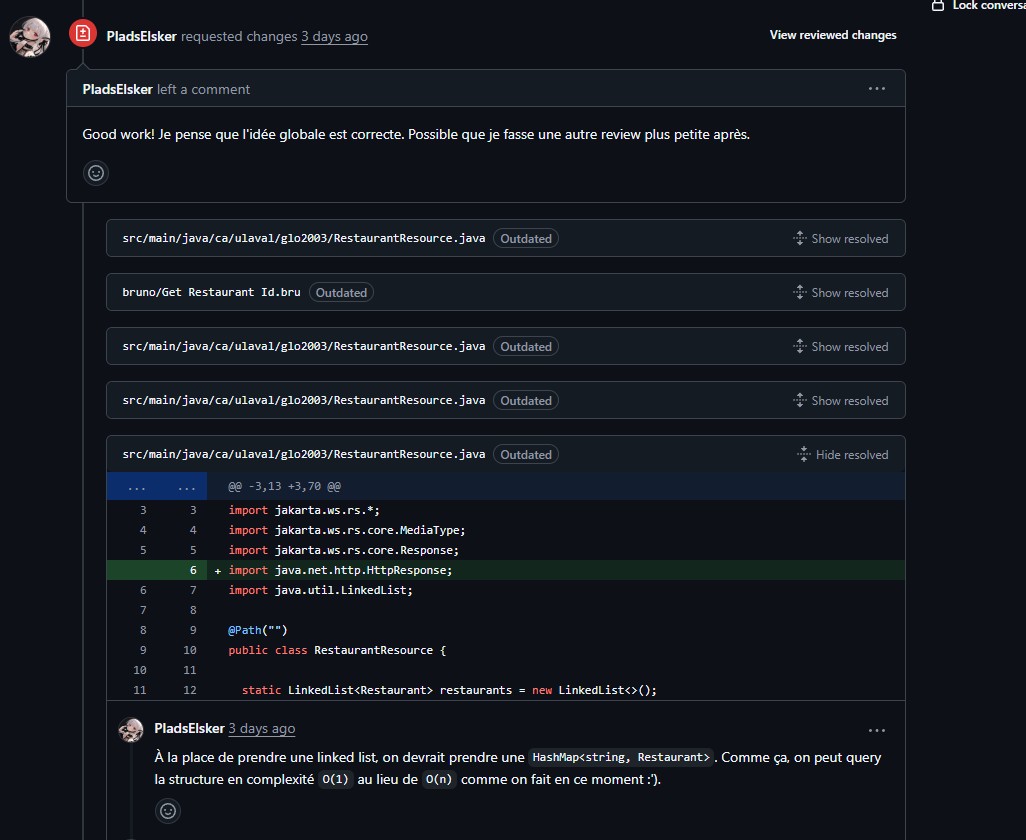 Lock conversa
PladsElsker requested changes 3 days ago
View reviewed changes
PladsElsker left a comment
Good work! Je pense que l'idée globale est correcte. Possible que je fasse une autre review plus petite après.
src/main/java/ca/ulaval/glo2003/RestaurantResource.java Outdated Show resolved
bruno/Get Restaurant Id.bru Outdated Show resolved
src/main/java/ca/ulaval/glo2003/RestaurantResource.java Outdated Show resolved
src/main/java/ca/ulaval/glo2003/RestaurantResource.java Outdated Show resolved
src/main/java/ca/ulaval/glo2003/RestaurantResource.java Outdated Hide resolved
... ... @@ -3,13 +3,70 @@
3 3 import jakarta.ws.rs.*;
4 4 import jakarta.ws.rs.core.MediaType;
5 5 import jakarta.ws.rs.core.Response;
6 + import java.net.http.HttpResponse;
6 7 import java.util.LinkedList;
7 8
8 9 @Path("")
9 10 public class RestaurantResource {
10 11
11 12 static LinkedList<Restaurant> restaurants = new LinkedList<>();
PladsElsker 3 days ago
À la place de prendre une linked list, on devrait prendre une HashMap<string, Restaurant>. Comme ça, on peut query
la structure en complexité O(1) au lieu de O(n) comme on fait en ce moment :').